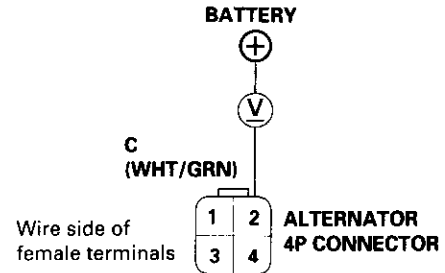 BATTERY
+
V
C
(WHT/GRN)
1 2
3 4
ALTERNATOR
4P CONNECTOR
Wire side of
female terminals